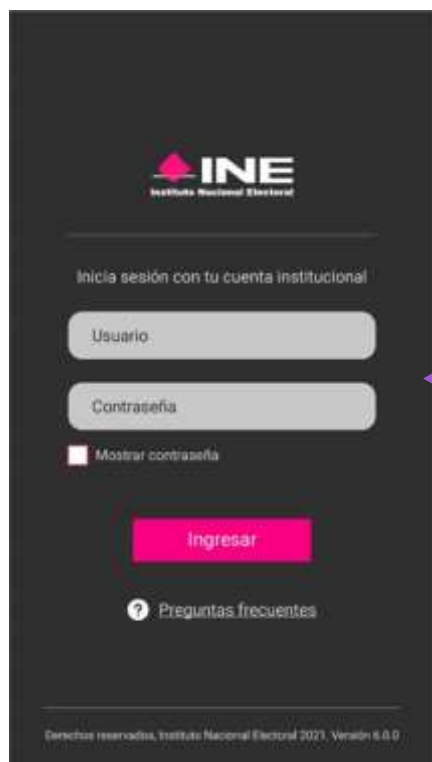 INE
Instituto Nacional Electoral
Inicia sesión con tu cuenta institucional
Usuario
Contraseña
Mostrar contraseña
Ingresar
? Preguntas frecuentes
Derechos reservados, Instituto Nacional Electoral 2021. Versión 6.0.0